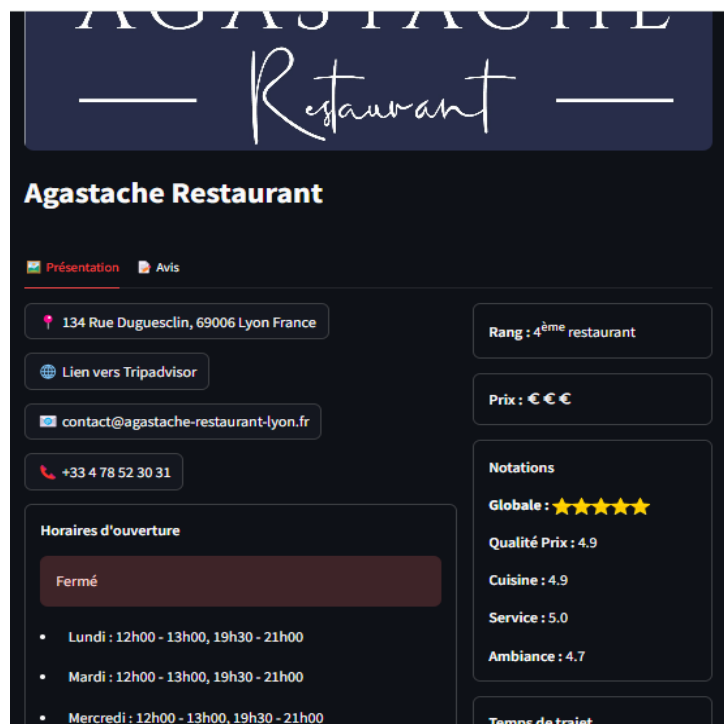 AGASTACHE
Restaurant
Agastache Restaurant
Présentation
Avis
134 Rue Duguesclin, 69006 Lyon France
Lien vers Tripadvisor
contact@agastache-restaurant-lyon.fr
+33 4 78 52 30 31
Horaires d'ouverture
Fermé
• Lundi : 12h00 - 13h00, 19h30 - 21h00
• Mardi : 12h00 - 13h00, 19h30 - 21h00
• Mercredi : 12h00 - 13h00, 19h30 - 21h00
Rang : 4ème restaurant
Prix : € € €
Notations
Globale : ⭐⭐⭐⭐⭐
Qualité Prix : 4.9
Cuisine : 4.9
Service : 5.0
Ambiance : 4.7
Temps de trajet